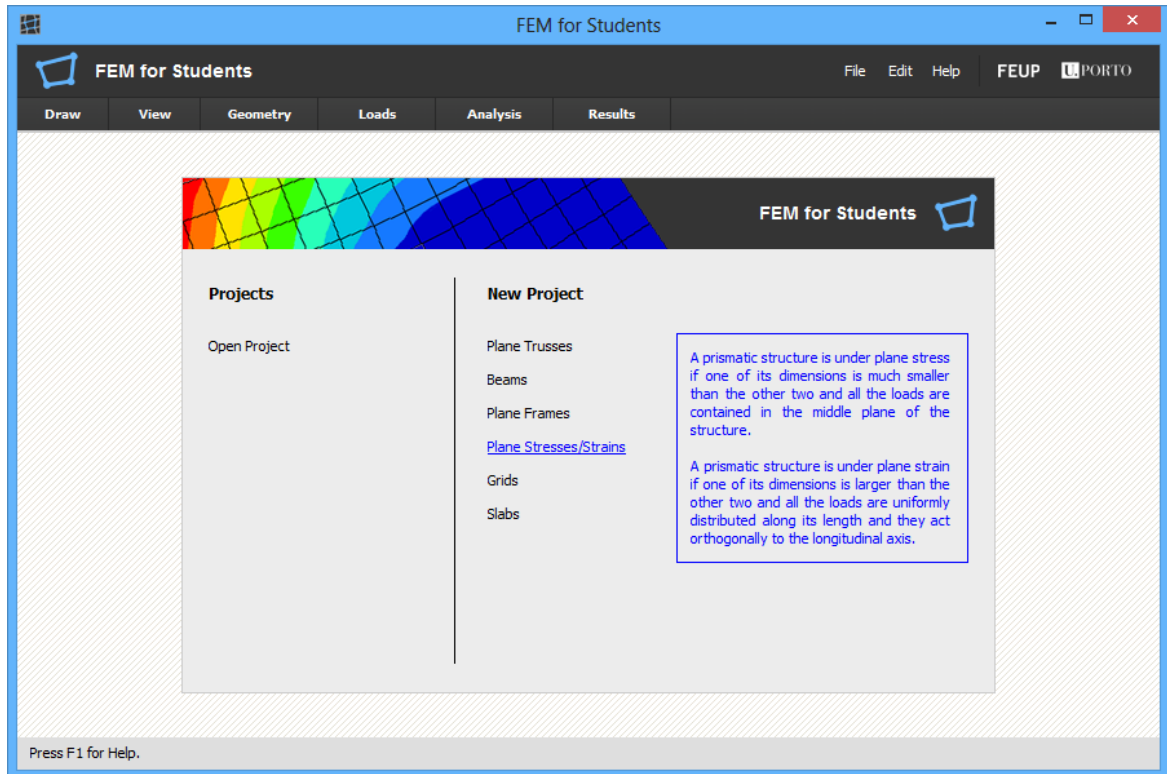 FEM for Students
FEM for Students
File Edit Help FEUP U.PORTO
Draw View Geometry Loads Analysis Results
FEM for Students
Projects
Open Project
New Project
Plane Trusses
Beams
Plane Frames
Plane Stresses/Strains
Grids
Slabs
A prismatic structure is under plane stress
if one of its dimensions is much smaller
than the other two and all the loads are
contained in the middle plane of the
structure.
A prismatic structure is under plane strain
if one of its dimensions is larger than the
other two and all the loads are uniformly
distributed along its length and they act
orthogonally to the longitudinal axis.
Press F1 for Help.